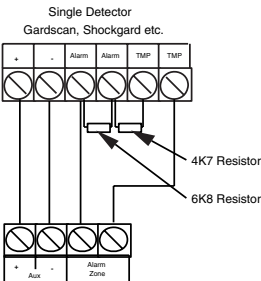 Single Detector
Gardscan, Shockgard etc.
+ - Alarm Alarm TMP TMP
4K7 Resistor
6K8 Resistor
+ - Alarm
Aux Zone